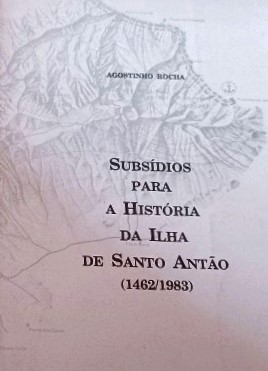 AGOSTINHO ROCHA
SUBSÍDIOS
PARA
A HISTÓRIA
DA ILHA
DE SANTO ANTÃO
(1462/1983)